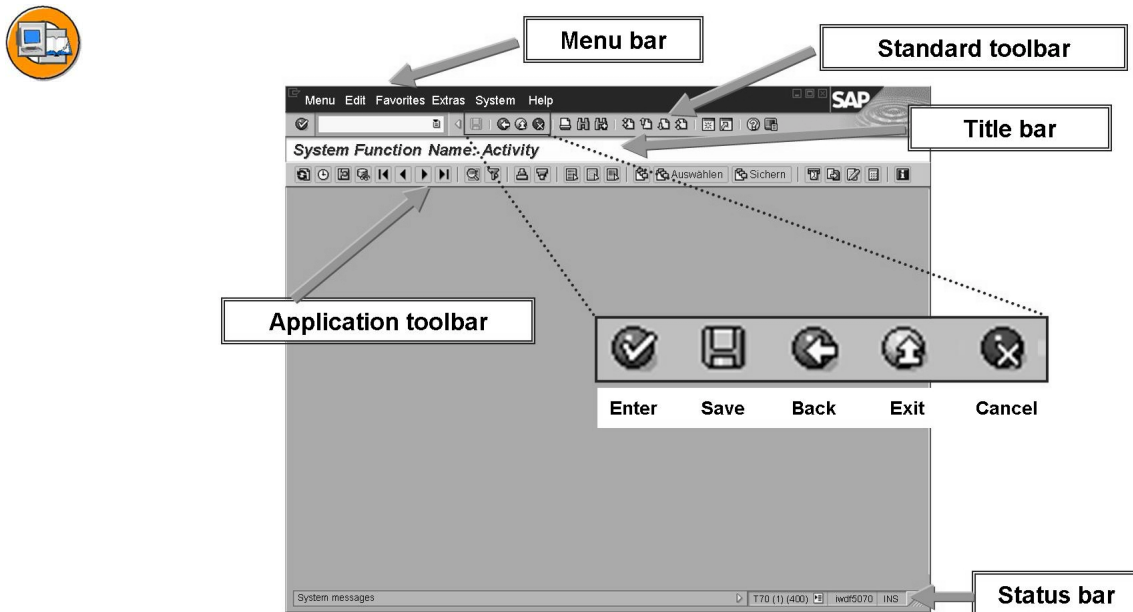 Menu bar
Standard toolbar
Menu Edit Favorites Extras System Help
SAP
Title bar
System Function Name: Activity
Auswählen Sichern
Application toolbar
Enter Save Back Exit Cancel
System messages T70 (1) (400) iwdf5070 INS
Status bar